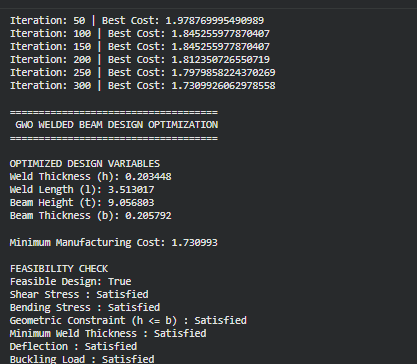 Iteration: 50 | Best Cost: 1.978769995490989
Iteration: 100 | Best Cost: 1.845255977870407
Iteration: 150 | Best Cost: 1.845255977870407
Iteration: 200 | Best Cost: 1.812350726550719
Iteration: 250 | Best Cost: 1.7979858224370269
Iteration: 300 | Best Cost: 1.7309926062978558
====================================
GWO WELDED BEAM DESIGN OPTIMIZATION
====================================
OPTIMIZED DESIGN VARIABLES
Weld Thickness (h): 0.203448
Weld Length (l): 3.513017
Beam Height (t): 9.056803
Beam Thickness (b): 0.205792
Minimum Manufacturing Cost: 1.730993
FEASIBILITY CHECK
Feasible Design: True
Shear Stress : Satisfied
Bending Stress : Satisfied
Geometric Constraint (h <= b) : Satisfied
Minimum Weld Thickness : Satisfied
Deflection : Satisfied
Buckling Load : Satisfied